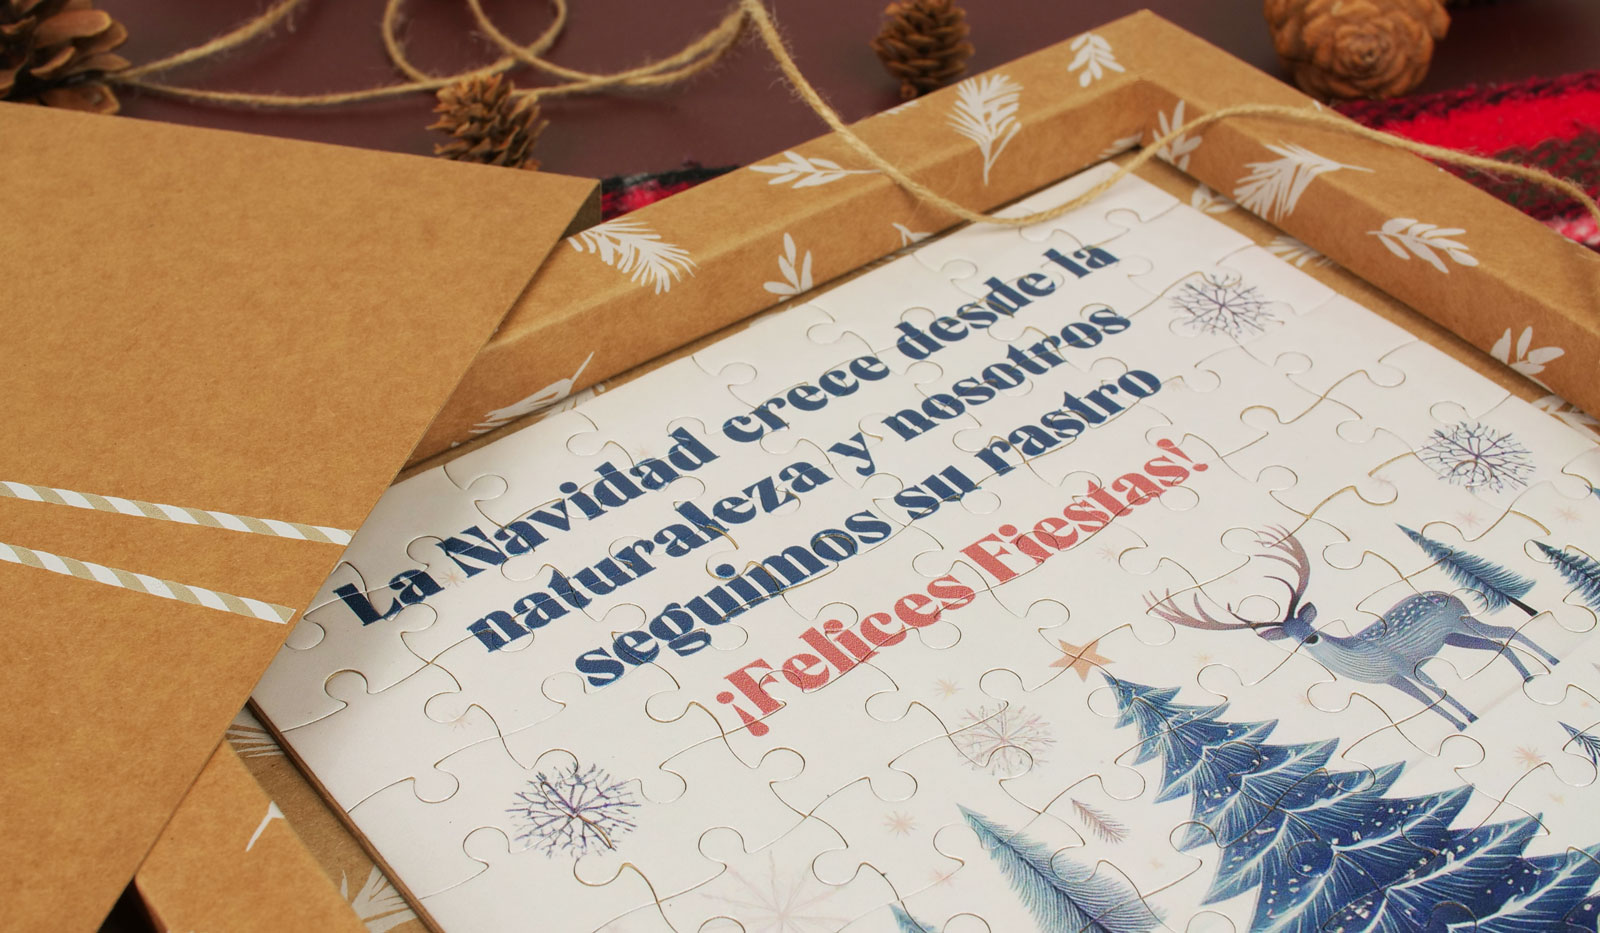 La Navidad crece desde la
naturaleza y nosotros
seguimos su rastro
¡Felices Fiestas!